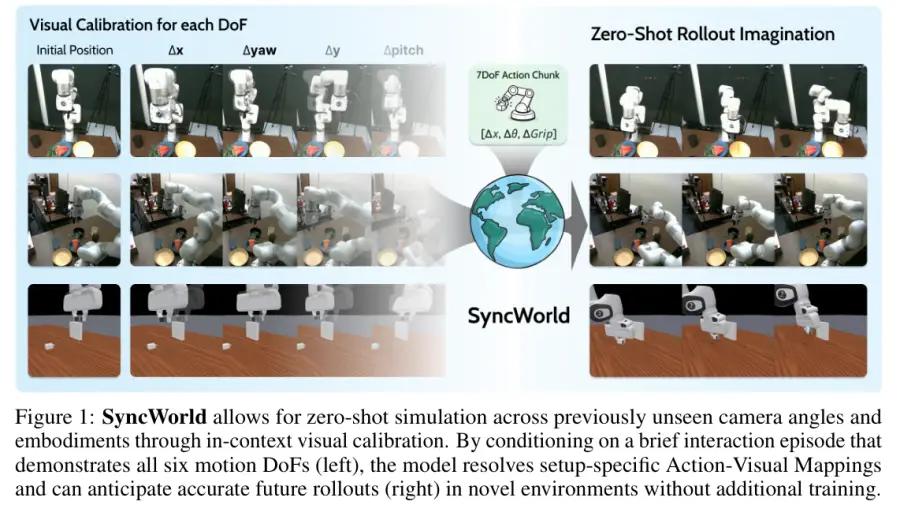 Visual Calibration for each DoF
Initial Position Δx Δyaw Δy Δpitch
Zero-Shot Rollout Imagination
7DoF Action Chunk
[Δx, Δθ, ΔGrip]
SyncWorld
Figure 1: SyncWorld allows for zero-shot simulation across previously unseen camera angles and
embodiments through in-context visual calibration. By conditioning on a brief interaction episode that
demonstrates all six motion DoFs (left), the model resolves setup-specific Action-Visual Mappings
and can anticipate accurate future rollouts (right) in novel environments without additional training.